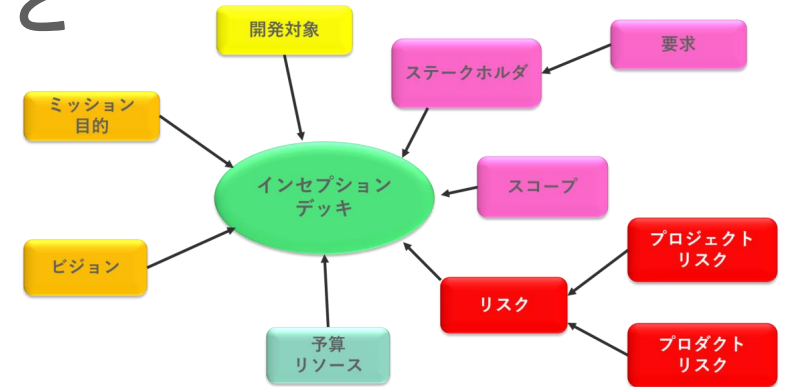 と
開発対象
要求
ステークホルダ
ミッション
目的
インセプション
デッキ
スコープ
プロジェクト
リスク
ビジョン
リスク
予算
リソース
プロダクト
リスク